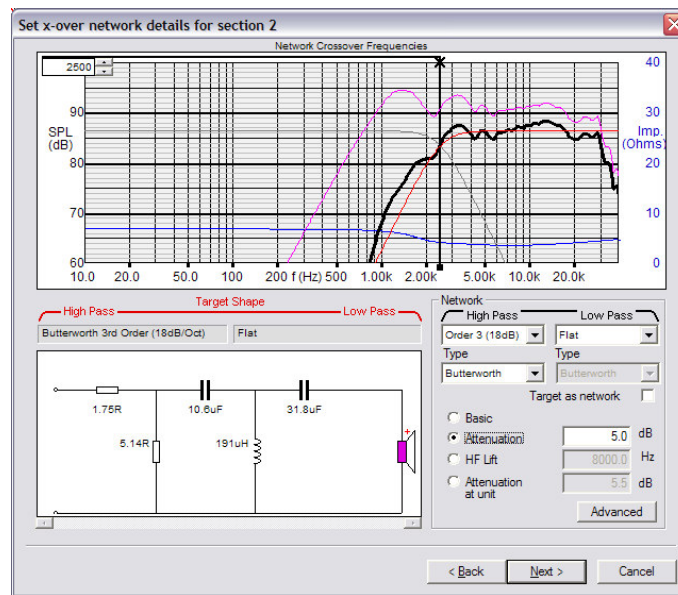 Set x-over network details for section 2
Network Crossover Frequencies
2500
40
90
30
SPL
(dB)
Imp.
(Ohms)
80
20
70
10
60
0
10.0 20.0 50.0 100 200 f (Hz) 500 1.00k 2.00k 5.00k 10.0k 20.0k
Target Shape
High Pass
Low Pass
Butterworth 3rd Order (18dB/Oct)
Flat
1.75R
10.6uF
31.8uF
5.14R
191uH
+
Network
High Pass
Low Pass
Order 3 (18dB)
Flat
Type
Type
Butterworth
Butterworth
Target as network
Basic
Attenuation
5.0 dB
HF Lift
8000.0 Hz
Attenuation
at unit
5.5 dB
Advanced
< Back
Next >
Cancel